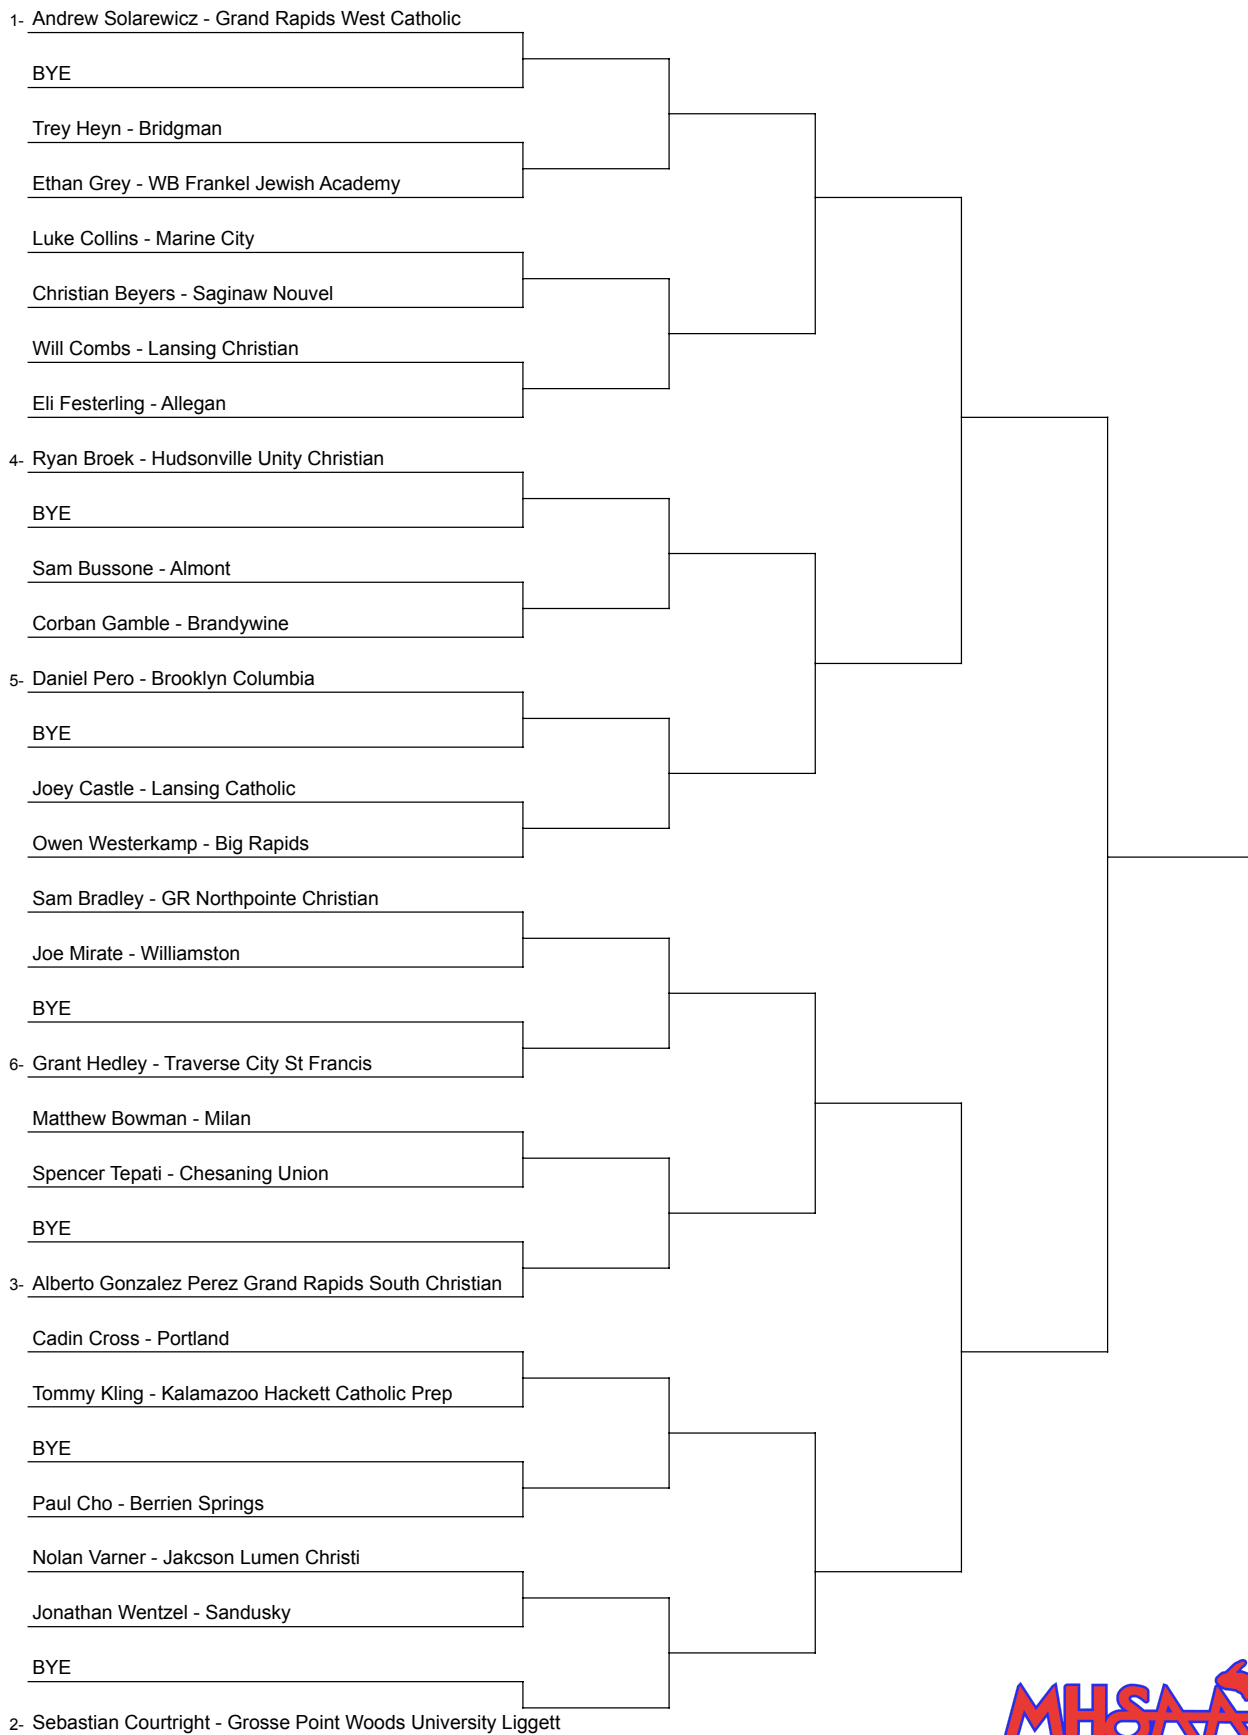 1- Andrew Solarewicz - Grand Rapids West Catholic
BYE
Trey Heyn - Bridgman
Ethan Grey - WB Frankel Jewish Academy
Luke Collins - Marine City
Christian Beyers - Saginaw Nouvel
Will Combs - Lansing Christian
Eli Festerling - Allegan
4- Ryan Broek - Hudsonville Unity Christian
BYE
Sam Bussone - Almont
Corban Gamble - Brandywine
5- Daniel Pero - Brooklyn Columbia
BYE
Joey Castle - Lansing Catholic
Owen Westerkamp - Big Rapids
Sam Bradley - GR Northpointe Christian
Joe Mirate - Williamston
BYE
6- Grant Hedley - Traverse City St Francis
Matthew Bowman - Milan
Spencer Tepati - Chesaning Union
BYE
3- Alberto Gonzalez Perez Grand Rapids South Christian
Cadin Cross - Portland
Tommy Kling - Kalamazoo Hackett Catholic Prep
BYE
Paul Cho - Berrien Springs
Nolan Varner - Jakcson Lumen Christi
Jonathan Wentzel - Sandusky
BYE
2- Sebastian Courtright - Grosse Point Woods University Liggett
MHSAA